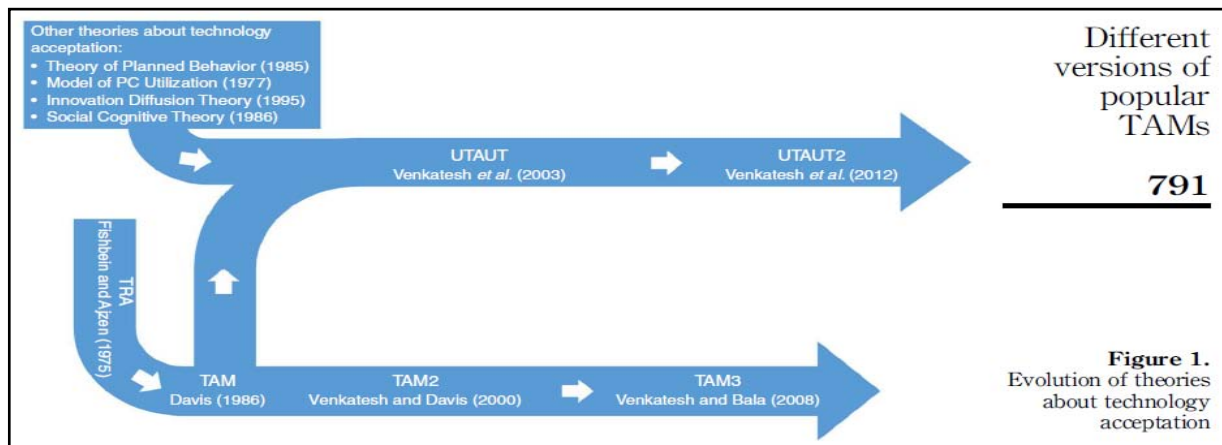 Other theories about technology
acceptation:
• Theory of Planned Behavior (1985)
• Model of PC Utilization (1977)
• Innovation Diffusion Theory (1995)
• Social Cognitive Theory (1986)
UTAUT
Venkatesh et al. (2003)
UTAUT2
Venkatesh et al. (2012)
TRA
Fishbein and Ajzen (1975)
TAM
Davis (1986)
TAM2
Venkatesh and Davis (2000)
TAM3
Venkatesh and Bala (2008)
Different
versions of
popular
TAMs
791
Figure 1.
Evolution of theories
about technology
acceptation